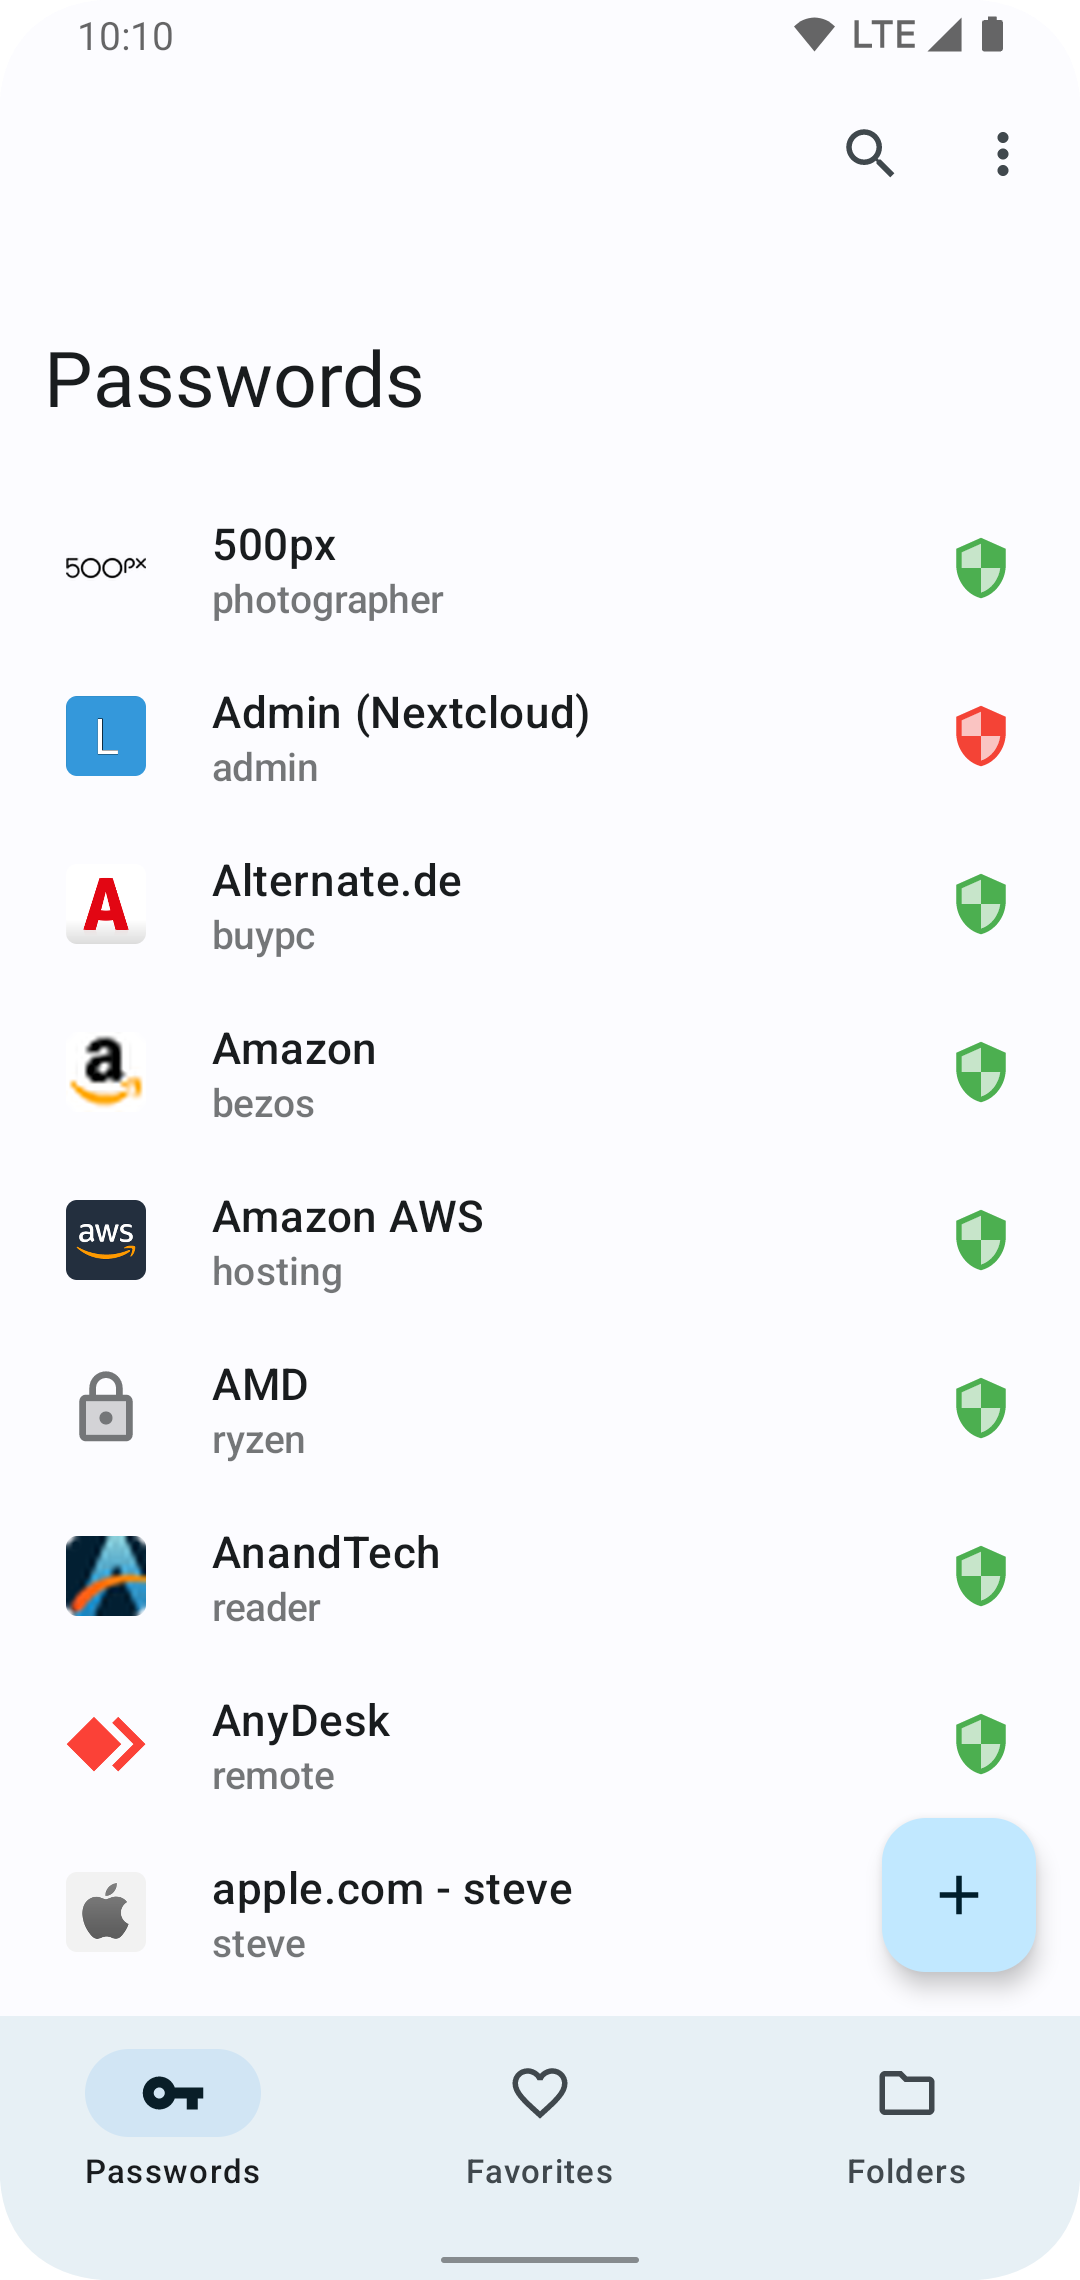 10:10 LTE
Passwords
500px
500px
photographer
L
Admin (Nextcloud)
admin
A
Alternate.de
buypc
a
Amazon
bezos
aws
Amazon AWS
hosting
AMD
ryzen
AnandTech
reader
AnyDesk
remote
apple.com - steve
steve
Passwords
Favorites
Folders